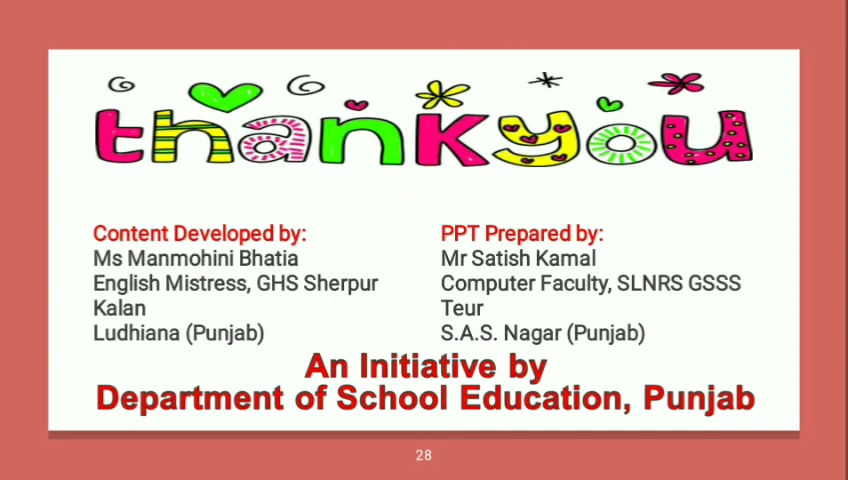 thankyou
Content Developed by:
Ms Manmohini Bhatia
English Mistress, GHS Sherpur
Kalan
Ludhiana (Punjab)
PPT Prepared by:
Mr Satish Kamal
Computer Faculty, SLNRS GSSS
Teur
S.A.S. Nagar (Punjab)
An Initiative by
Department of School Education, Punjab
28